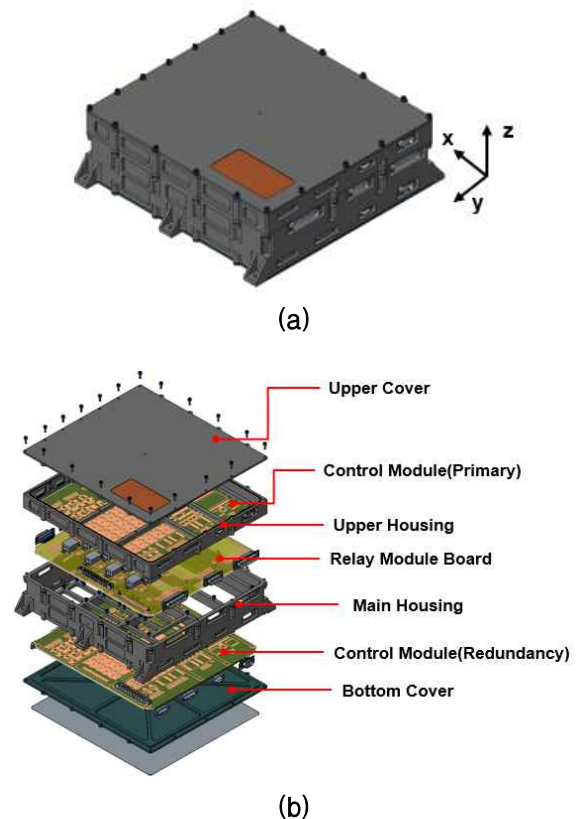 x
z
y
(a)
Upper Cover
Control Module(Primary)
Upper Housing
Relay Module Board
Main Housing
Control Module(Redundancy)
Bottom Cover
(b)